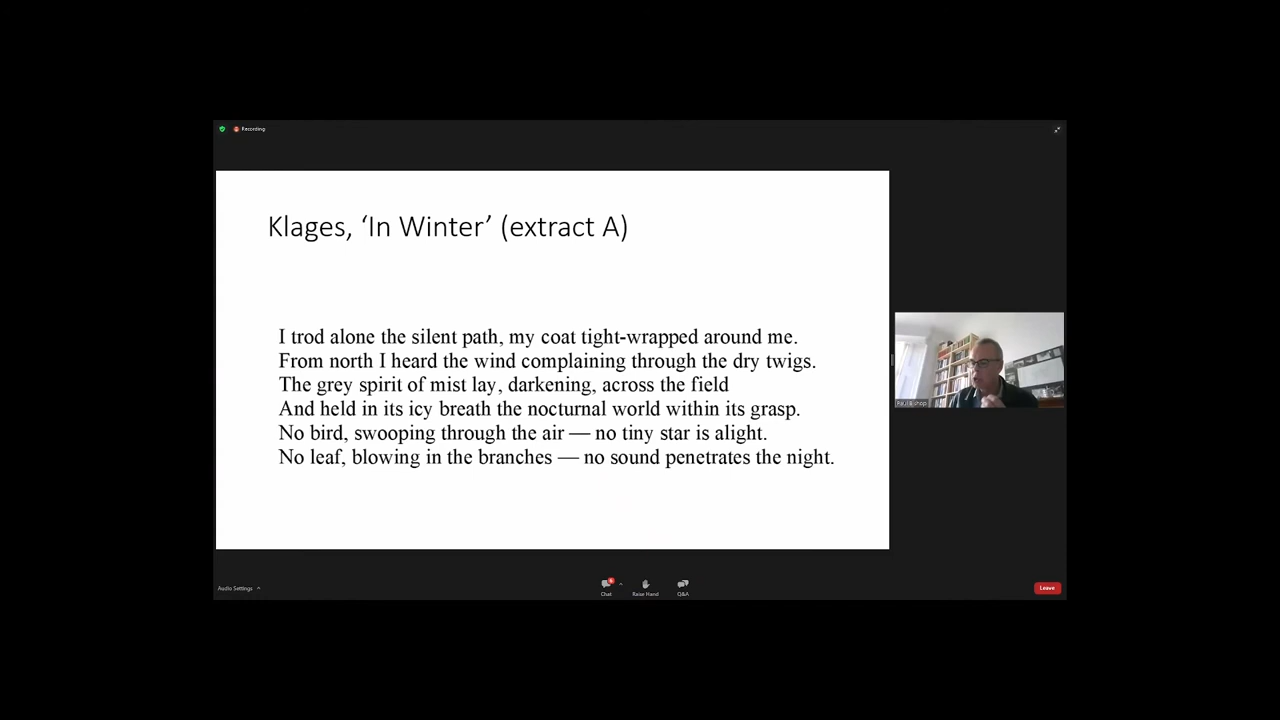 Recording
Klages, ‘In Winter’ (extract A)
I trod alone the silent path, my coat tight-wrapped around me.
From north I heard the wind complaining through the dry twigs.
The grey spirit of mist lay, darkening, across the field
And held in its icy breath the nocturnal world within its grasp.
No bird, swooping through the air — no tiny star is alight.
No leaf, blowing in the branches — no sound penetrates the night.
Paul Bishop
Audio Settings
Chat
Raise Hand
Q&A
Leave